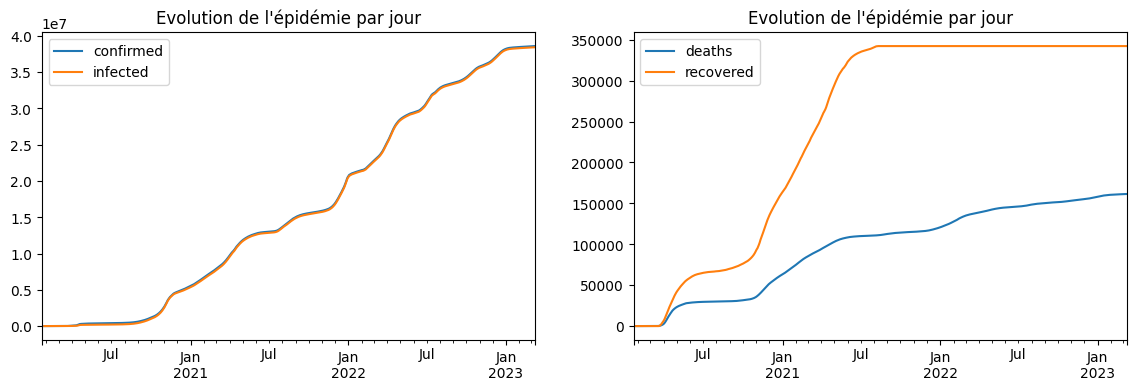 Evolution de l'épidémie par jour
1e7
confirmed
infected
4.0
3.5
3.0
2.5
2.0
1.5
1.0
0.5
0.0
Jul
Jan
2021
Jul
Jan
2022
Jul
Jan
2023
Evolution de l'épidémie par jour
deaths
recovered
350000
300000
250000
200000
150000
100000
50000
0
Jul
Jan
2021
Jul
Jan
2022
Jul
Jan
2023